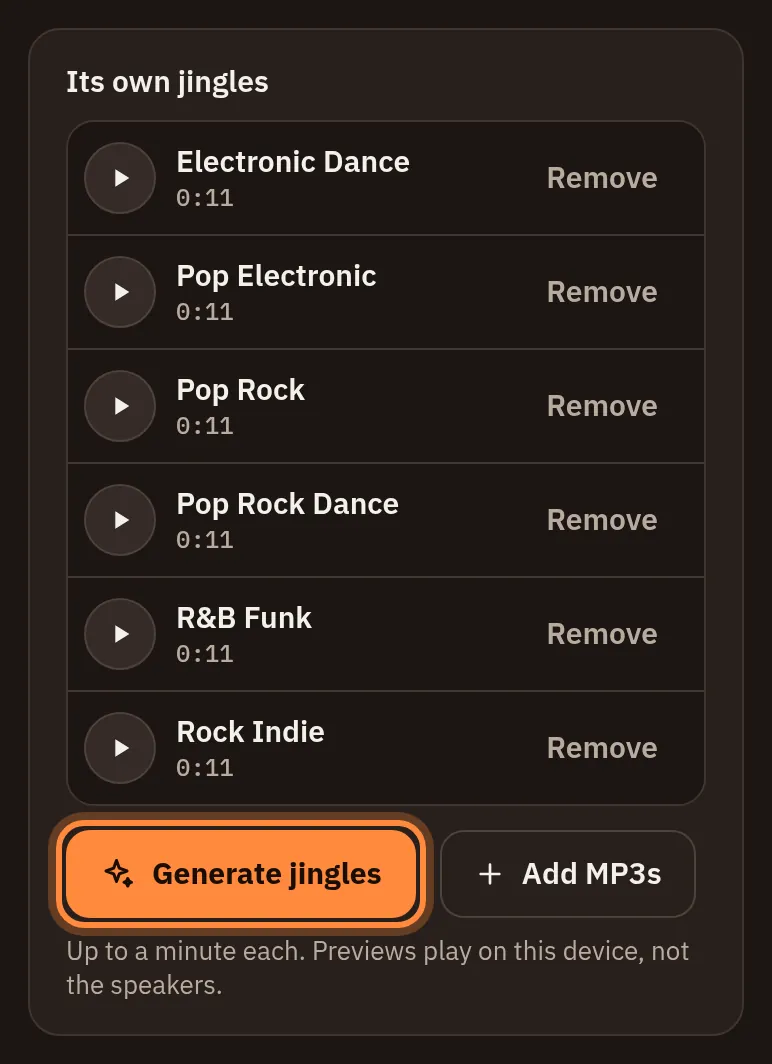 Its own jingles
Electronic Dance
0:11
Remove
Pop Electronic
0:11
Remove
Pop Rock
0:11
Remove
Pop Rock Dance
0:11
Remove
R&B Funk
0:11
Remove
Rock Indie
0:11
Remove
Generate jingles
Add MP3s
Up to a minute each. Previews play on this device, not
the speakers.